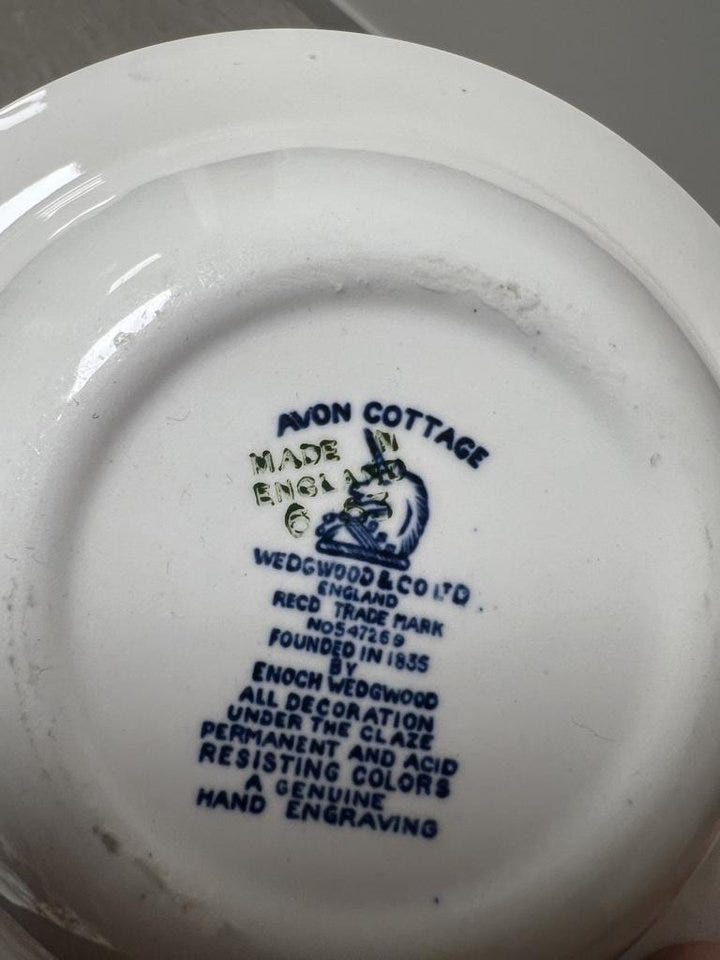 AVON COTTAGE
MADE IN
ENGLAND
6
WEDGWOOD & CO LTD.
ENGLAND
REGD TRADE MARK
NO547269
FOUNDED IN 1835
BY
ENOCH WEDGWOOD
ALL DECORATION
UNDER THE GLAZE
PERMANENT AND ACID
RESISTING COLORS
A GENUINE
HAND ENGRAVING